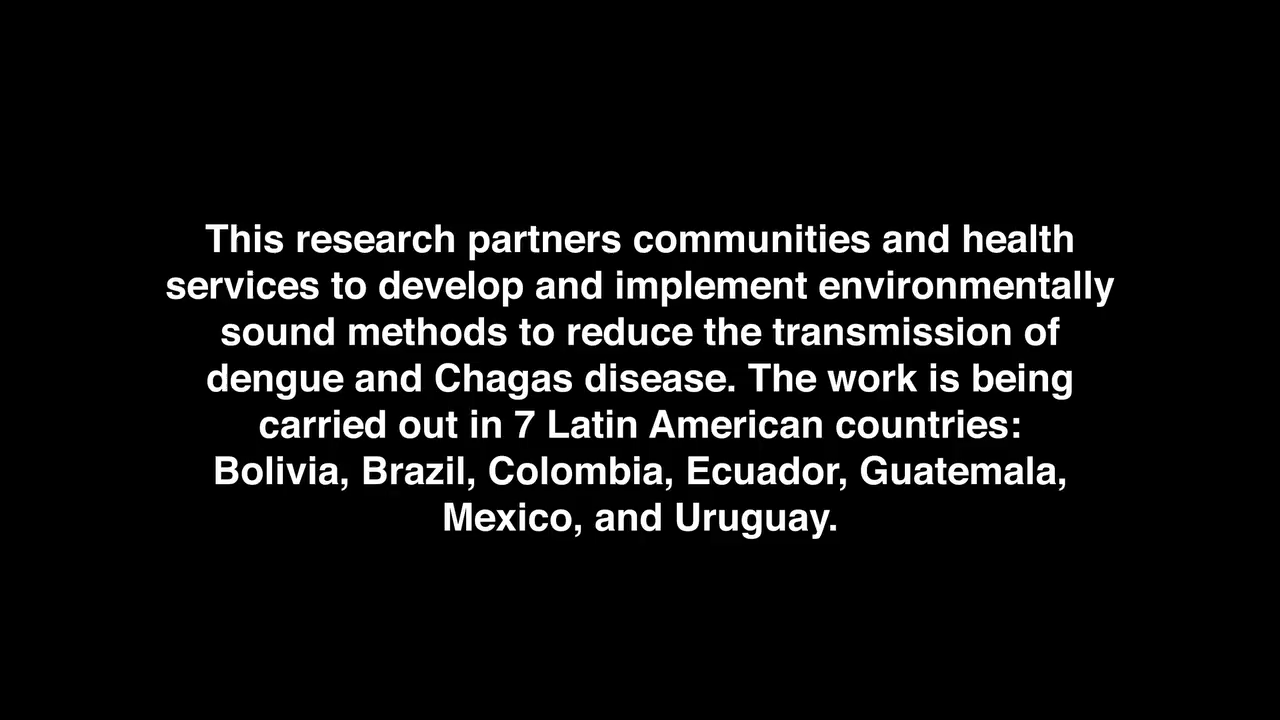 This research partners communities and health
services to develop and implement environmentally
sound methods to reduce the transmission of
dengue and Chagas disease. The work is being
carried out in 7 Latin American countries:
Bolivia, Brazil, Colombia, Ecuador, Guatemala,
Mexico, and Uruguay.